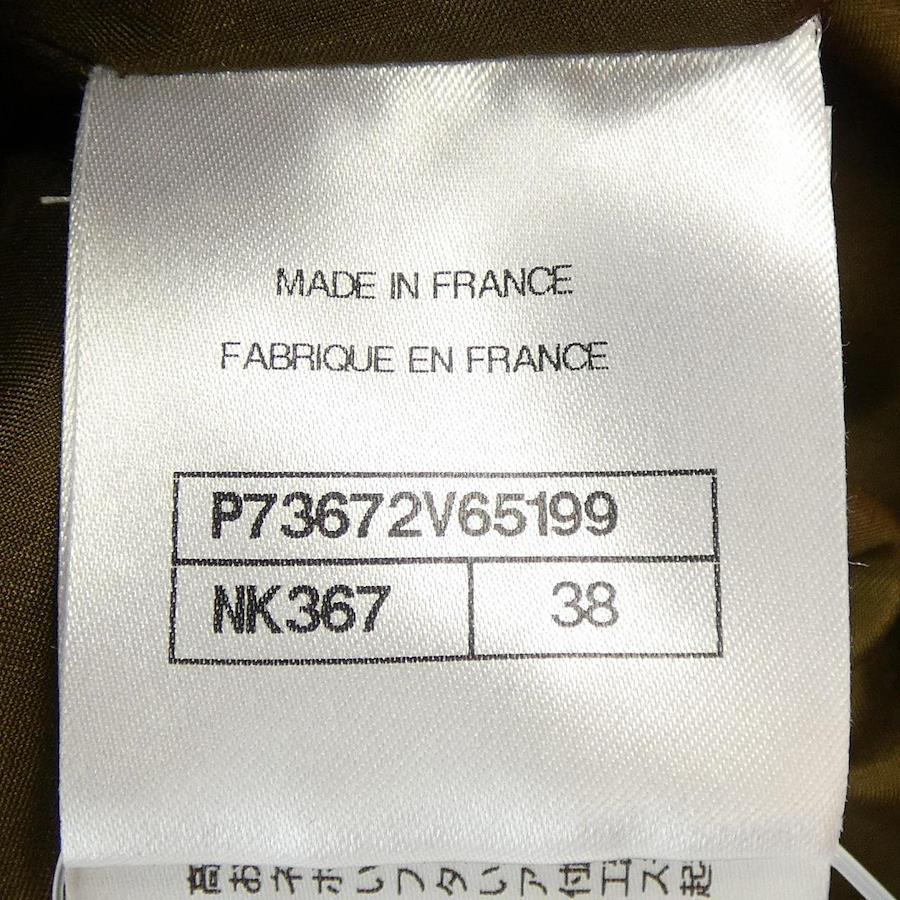 MADE IN FRANCE
FABRIQUE EN FRANCE
P73672V65199
NK367 38